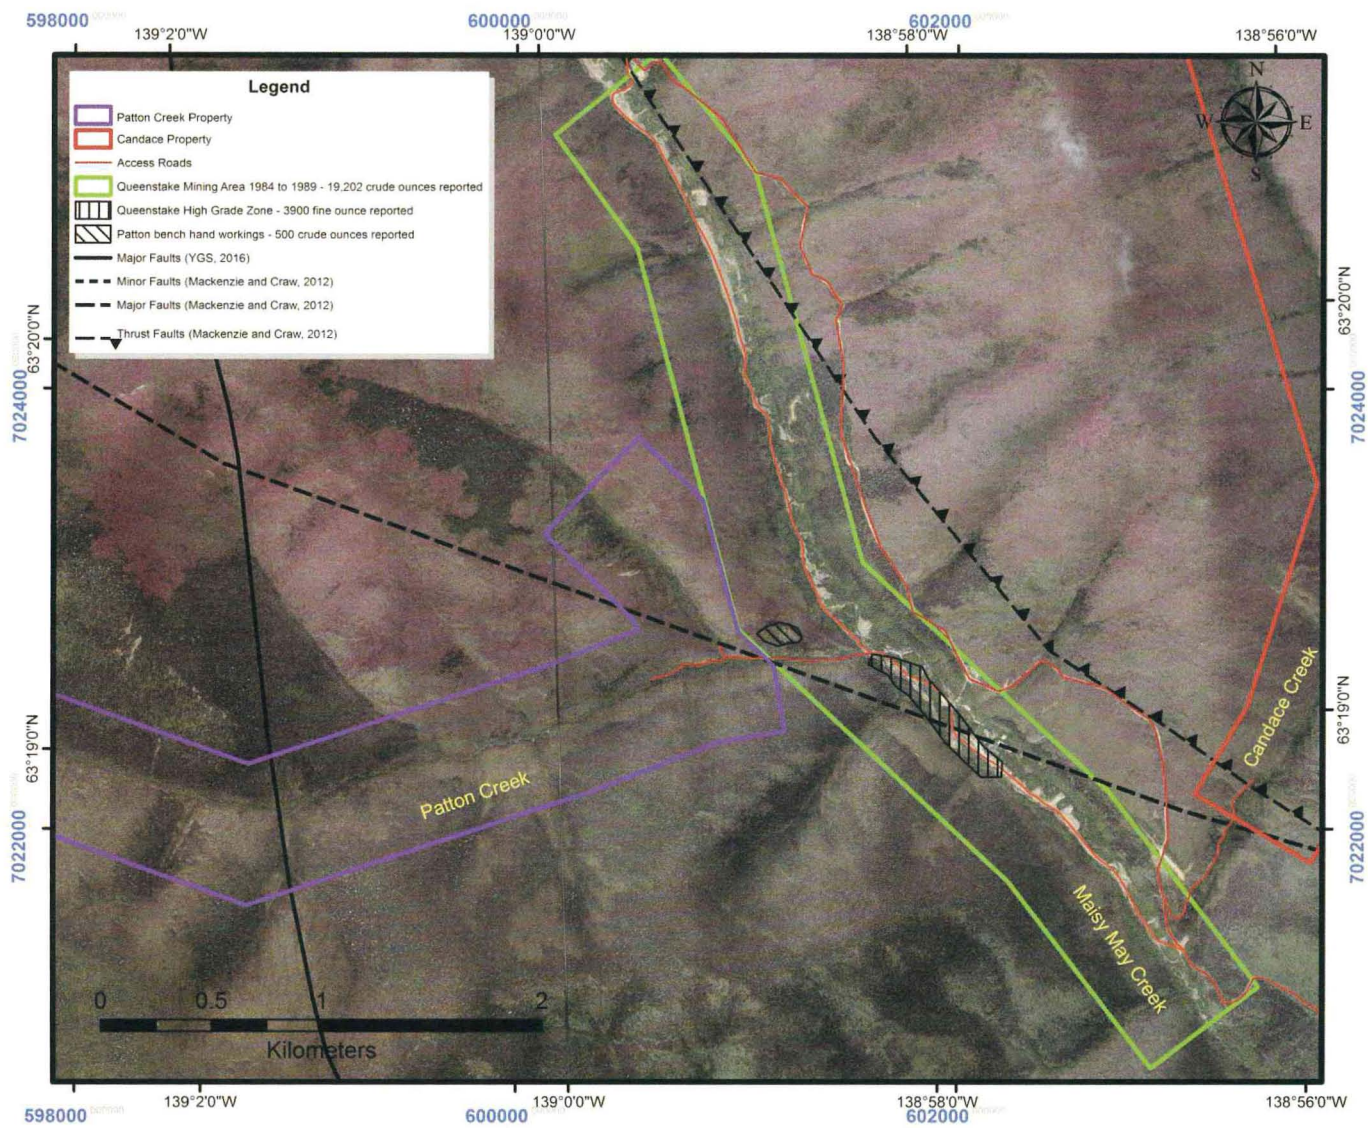 598000
600000
602000
139°2'0"W
139°0'0"W
138°58'0"W
138°56'0"W
Legend
Patton Creek Property
Candace Property
Access Roads
Queenstake Mining Area 1984 to 1989 - 19,202 crude ounces reported
Queenstake High Grade Zone - 3900 fine ounce reported
Patton bench hand workings - 500 crude ounces reported
Major Faults (YGS, 2016)
Minor Faults (Mackenzie and Craw, 2012)
Major Faults (Mackenzie and Craw, 2012)
Thrust Faults (Mackenzie and Craw, 2012)
N
W
E
S
63°20'0"N
63°20'0"N
7024000
7024000
63°19'0"N
63°19'0"N
Candace Creek
Patton Creek
7022000
7022000
Maisy May Creek
0
0.5
1
2
Kilometers
139°2'0"W
139°0'0"W
138°58'0"W
138°56'0"W
598000
600000
602000